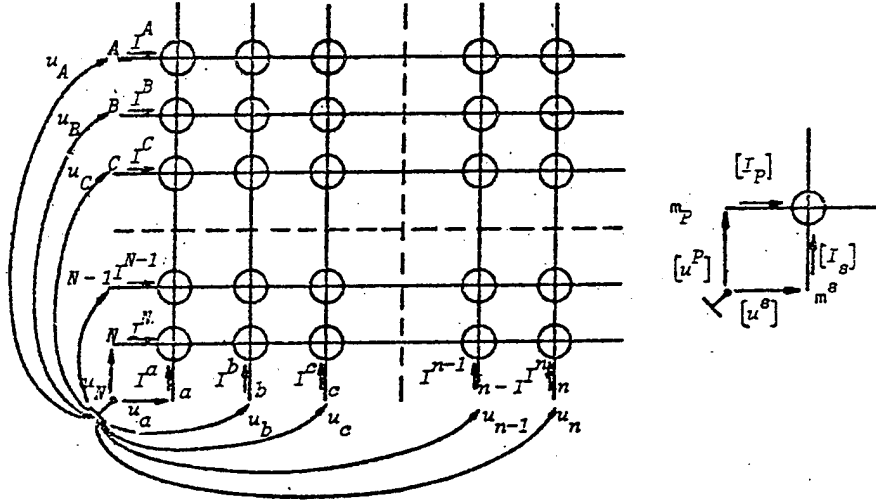 u_A A I^A
u_B B I^B
u_C C I^C
N-1 I^{N-1}
N I^N
u_N I^a a I^b b I^c c I^{n-1} n-1 I^n n
u_a u_b u_c u_{n-1} u_n
[I_P]
m_P
[u^P] [I_s]
[u^s] m^s